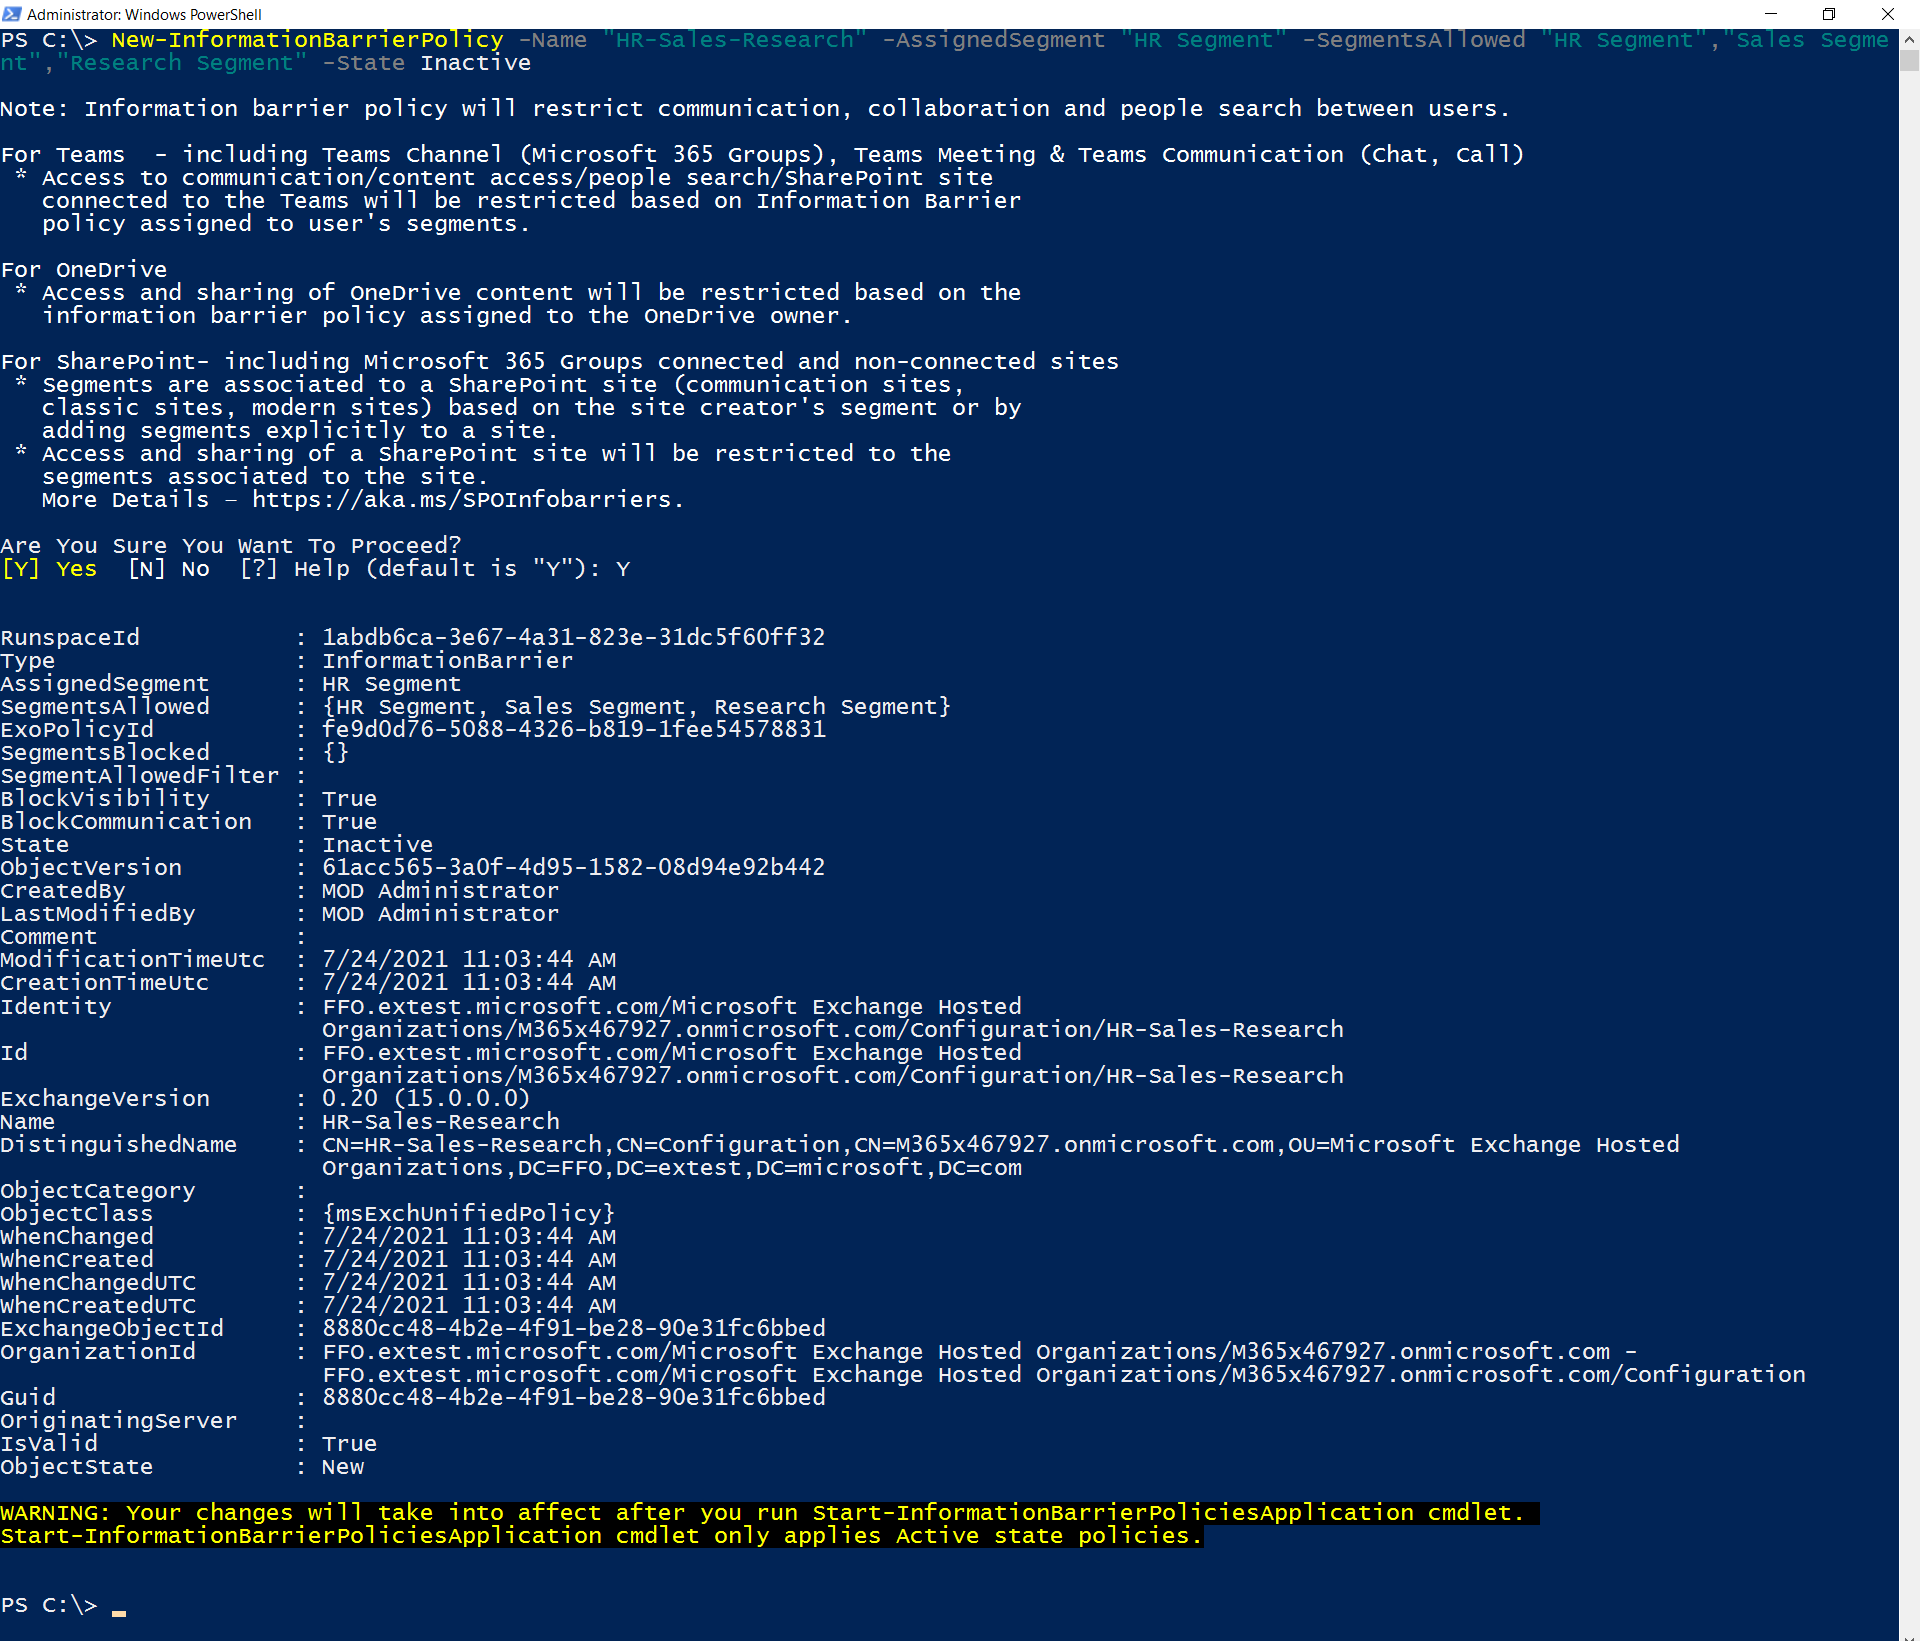 Administrator: Windows PowerShell
PS C:\> New-InformationBarrierPolicy -Name "HR-Sales-Research" -AssignedSegment "HR Segment" -SegmentsAllowed "HR Segment","Sales Segme
nt","Research Segment" -State Inactive
Note: Information barrier policy will restrict communication, collaboration and people search between users.
For Teams  - including Teams Channel (Microsoft 365 Groups), Teams Meeting & Teams Communication (Chat, Call)
 * Access to communication/content access/people search/SharePoint site
   connected to the Teams will be restricted based on Information Barrier
   policy assigned to user's segments.
For OneDrive
 * Access and sharing of OneDrive content will be restricted based on the
   information barrier policy assigned to the OneDrive owner.
For SharePoint- including Microsoft 365 Groups connected and non-connected sites
 * Segments are associated to a SharePoint site (communication sites,
   classic sites, modern sites) based on the site creator's segment or by
   adding segments explicitly to a site.
 * Access and sharing of a SharePoint site will be restricted to the
   segments associated to the site.
   More Details – https://aka.ms/SPOInfobarriers.
Are You Sure You Want To Proceed?
[Y] Yes  [N] No  [?] Help (default is "Y"): Y
RunspaceId           : 1abdb6ca-3e67-4a31-823e-31dc5f60ff32
Type                 : InformationBarrier
AssignedSegment      : HR Segment
SegmentsAllowed      : {HR Segment, Sales Segment, Research Segment}
ExoPolicyId          : fe9d0d76-5088-4326-b819-1fee54578831
SegmentsBlocked      : {}
SegmentAllowedFilter :
BlockVisibility      : True
BlockCommunication   : True
State                : Inactive
ObjectVersion        : 61acc565-3a0f-4d95-1582-08d94e92b442
CreatedBy            : MOD Administrator
LastModifiedBy       : MOD Administrator
Comment              :
ModificationTimeUtc  : 7/24/2021 11:03:44 AM
CreationTimeUtc      : 7/24/2021 11:03:44 AM
Identity             : FFO.extest.microsoft.com/Microsoft Exchange Hosted
                       Organizations/M365x467927.onmicrosoft.com/Configuration/HR-Sales-Research
Id                   : FFO.extest.microsoft.com/Microsoft Exchange Hosted
                       Organizations/M365x467927.onmicrosoft.com/Configuration/HR-Sales-Research
ExchangeVersion      : 0.20 (15.0.0.0)
Name                 : HR-Sales-Research
DistinguishedName    : CN=HR-Sales-Research,CN=Configuration,CN=M365x467927.onmicrosoft.com,OU=Microsoft Exchange Hosted
                       Organizations,DC=FFO,DC=extest,DC=microsoft,DC=com
ObjectCategory       :
ObjectClass          : {msExchUnifiedPolicy}
WhenChanged          : 7/24/2021 11:03:44 AM
WhenCreated          : 7/24/2021 11:03:44 AM
WhenChangedUTC       : 7/24/2021 11:03:44 AM
WhenCreatedUTC       : 7/24/2021 11:03:44 AM
ExchangeObjectId     : 8880cc48-4b2e-4f91-be28-90e31fc6bbed
OrganizationId       : FFO.extest.microsoft.com/Microsoft Exchange Hosted Organizations/M365x467927.onmicrosoft.com -
                       FFO.extest.microsoft.com/Microsoft Exchange Hosted Organizations/M365x467927.onmicrosoft.com/Configuration
Guid                 : 8880cc48-4b2e-4f91-be28-90e31fc6bbed
OriginatingServer    :
IsValid              : True
ObjectState          : New
WARNING: Your changes will take into affect after you run Start-InformationBarrierPoliciesApplication cmdlet.
Start-InformationBarrierPoliciesApplication cmdlet only applies Active state policies.
PS C:\> _